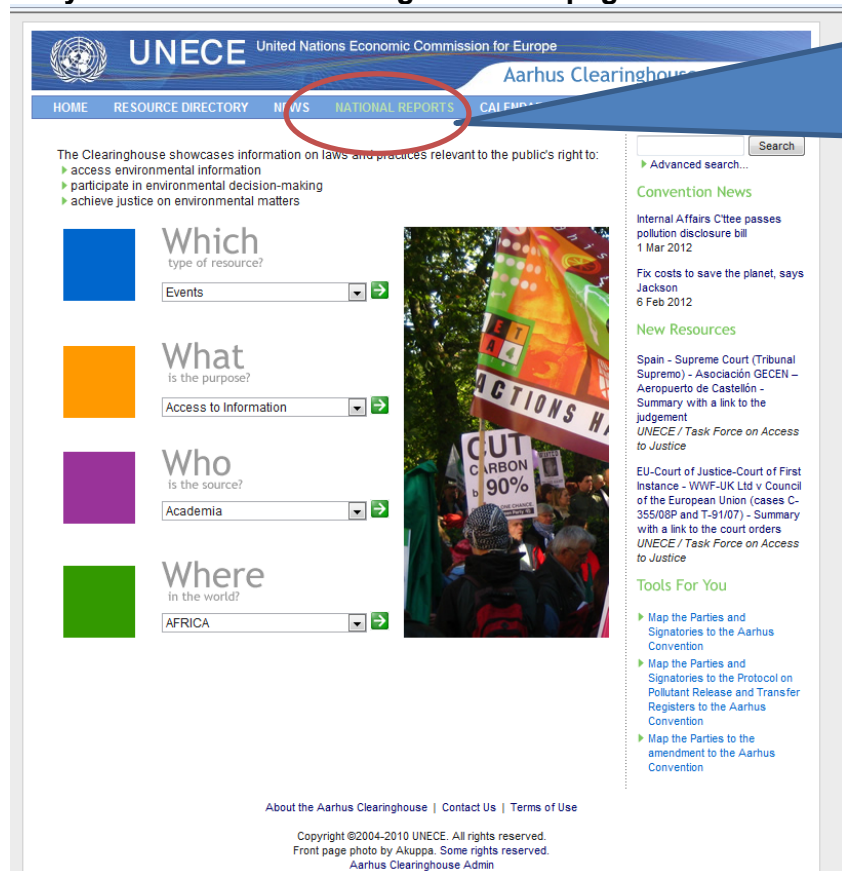 UNECE United Nations Economic Commission for Europe
Aarhus
HOME RESOURCE DIRECTORY NEWS NATIONAL REPORTS
The Clearinghouse showcases information on laws and practices relevant to the public's right to:
access environmental information
participate in environmental decision-making
achieve justice on environmental matters
Which
type of resource?
Events
What
is the purpose?
Access to Information
Who
is the source?
Academia
Where
in the world?
AFRICA
ACTIONS
CUT
CARBON
by 90%
Search
Advanced search...
Convention News
Internal Affairs C'ttee passes
pollution disclosure bill
1 Mar 2012
Fix costs to save the planet, says
Jackson
6 Feb 2012
New Resources
Spain - Supreme Court (Tribunal
Supremo) - Asociación GECEN –
Aeropuerto de Castellón -
Summary with a link to the
judgement
UNECE / Task Force on Access
to Justice
EU-Court of Justice-Court of First
Instance - WWF-UK Ltd v Council
of the European Union (cases C-
355/08P and T-91/07) - Summary
with a link to the court orders
UNECE / Task Force on Access
to Justice
Tools For You
Map the Parties and
Signatories to the Aarhus
Convention
Map the Parties and
Signatories to the Protocol on
Pollutant Release and Transfer
Registers to the Aarhus
Convention
Map the Parties to the
amendment to the Aarhus
Convention
About the Aarhus Clearinghouse | Contact Us | Terms of Use
Copyright ©2004-2010 UNECE. All rights reserved.
Front page photo by Akuppa. Some rights reserved.
Aarhus Clearinghouse Admin